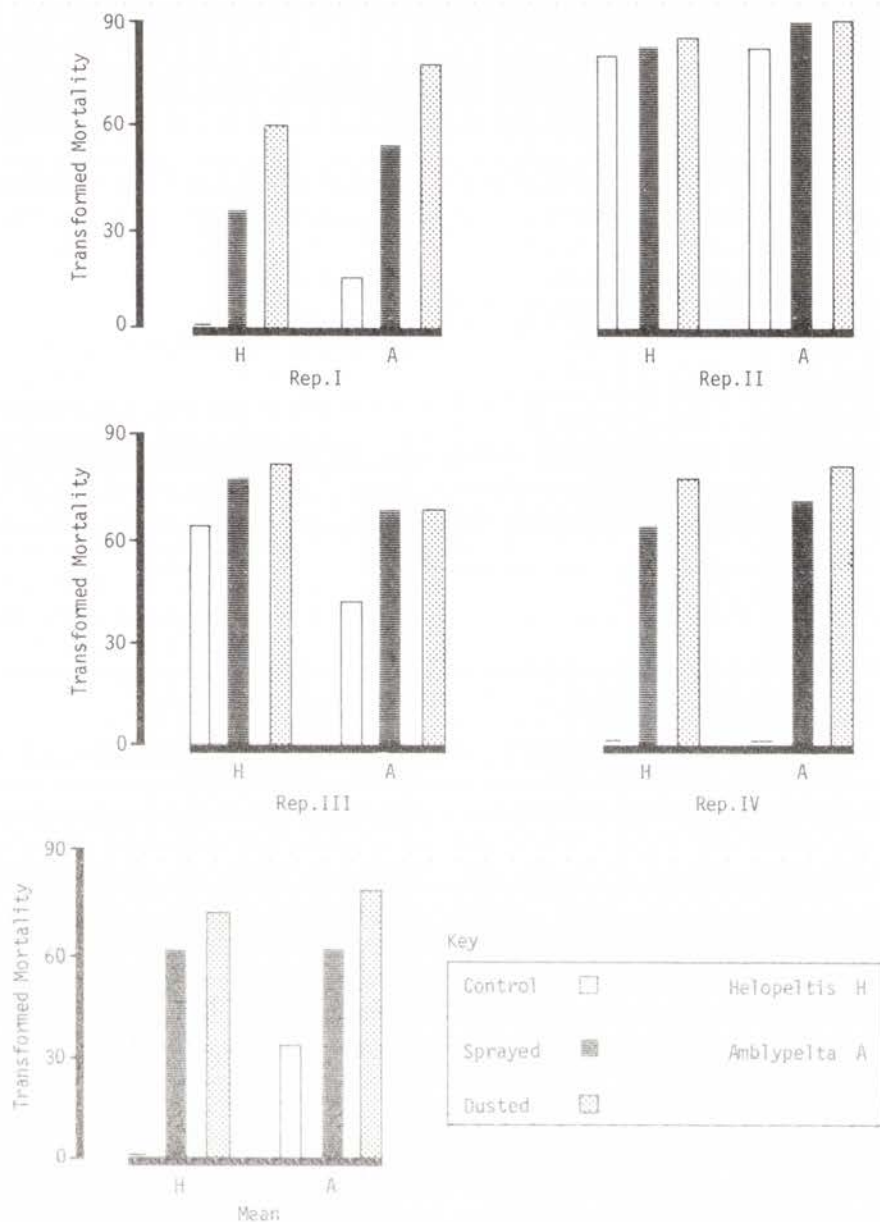 90
60
30
0
Transformed Mortality
H A
Rep.I
H A
Rep.II
90
60
30
0
Transformed Mortality
H A
Rep.III
H A
Rep.IV
90
60
30
0
Transformed Mortality
H A
Mean
Key
Control Helopeltis H
Sprayed Amblypelta A
Dusted